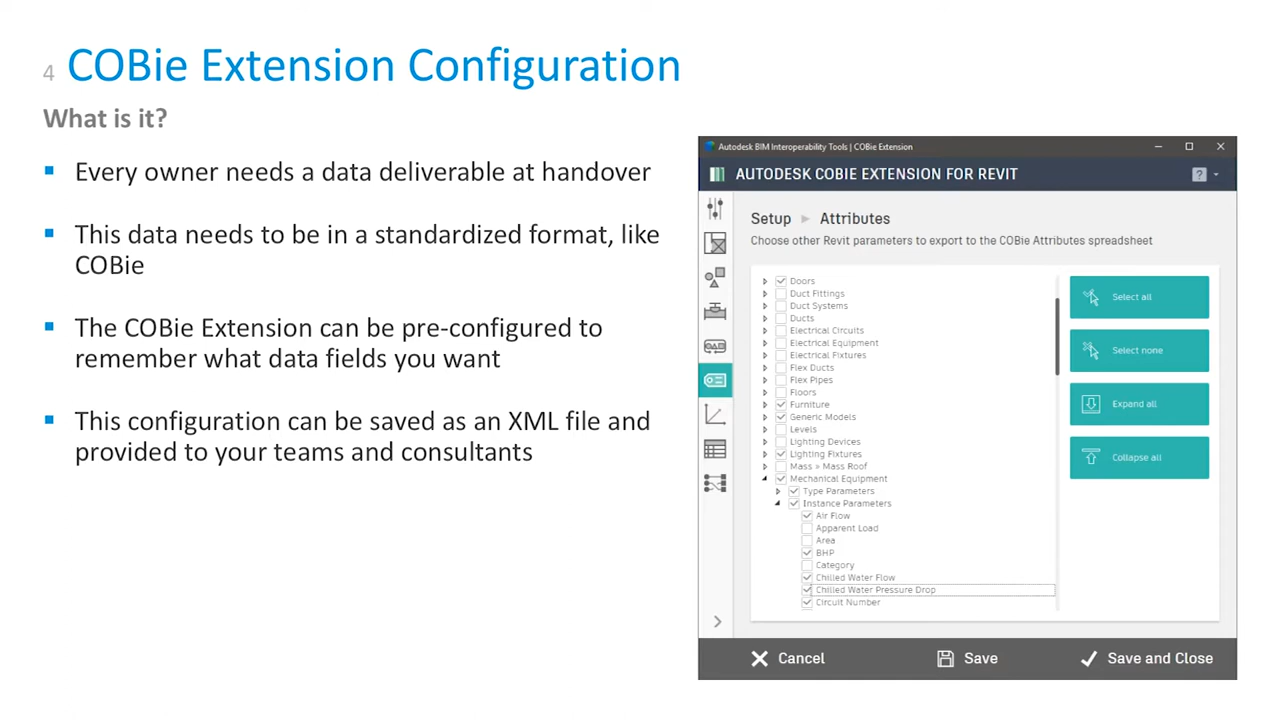 4 COBie Extension Configuration
What is it?
Every owner needs a data deliverable at handover
This data needs to be in a standardized format, like
COBie
The COBie Extension can be pre-configured to
remember what data fields you want
This configuration can be saved as an XML file and
provided to your teams and consultants
Autodesk BIM Interoperability Tools | COBie Extension
AUTODESK COBIE EXTENSION FOR REVIT
?
Setup Attributes
Choose other Revit parameters to export to the COBie Attributes spreadsheet
Doors
Duct Fittings
Duct Systems
Ducts
Electrical Circuits
Electrical Equipment
Electrical Fixtures
Flex Ducts
Flex Pipes
Floors
Furniture
Generic Models
Levels
Lighting Devices
Lighting Fixtures
Mass » Mass Roof
Mechanical Equipment
Type Parameters
Instance Parameters
Air Flow
Apparent Load
Area
BHP
Category
Chilled Water Flow
Chilled Water Pressure Drop
Circuit Number
Select all
Select none
Expand all
Collapse all
Cancel
Save
Save and Close